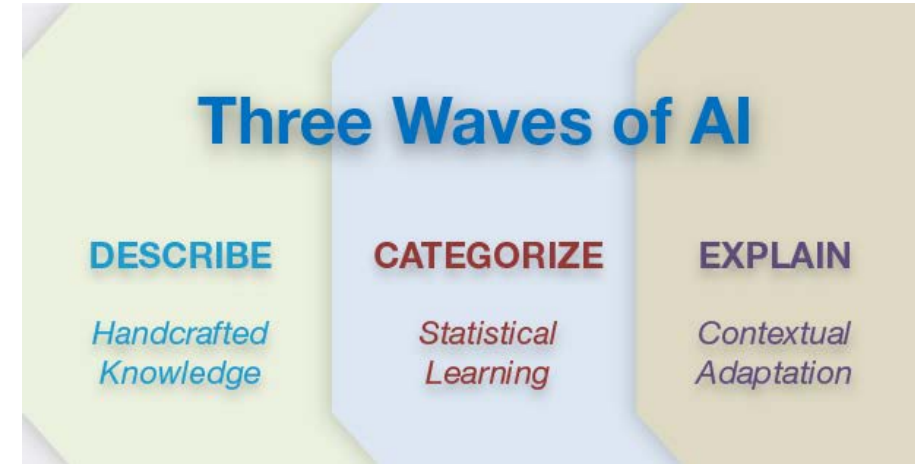 Three Waves of AI
DESCRIBE
Handcrafted
Knowledge
CATEGORIZE
Statistical
Learning
EXPLAIN
Contextual
Adaptation